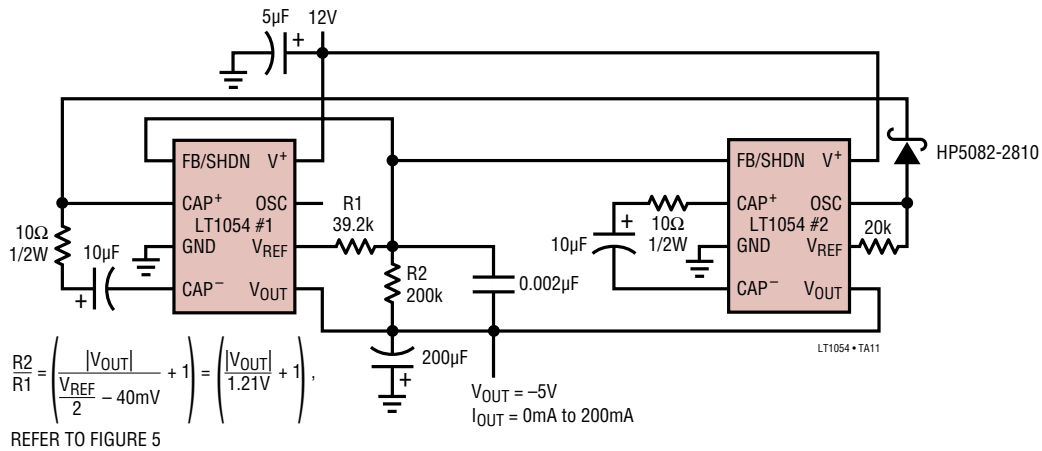 5µF 12V
+
FB/SHDN V+
CAP+ OSC
LT1054 #1
GND VREF
CAP– VOUT
10Ω
1/2W
10µF
+
R1
39.2k
R2
200k
0.002µF
200µF
+
VOUT = –5V
IOUT = 0mA to 200mA
FB/SHDN V+
CAP+ OSC
LT1054 #2
GND VREF
CAP– VOUT
+
10µF
10Ω
1/2W
20k
HP5082-2810
LT1054 • TA11
R2/R1 = (|VOUT|/(VREF/2 – 40mV) + 1) = (|VOUT|/1.21V + 1),
REFER TO FIGURE 5